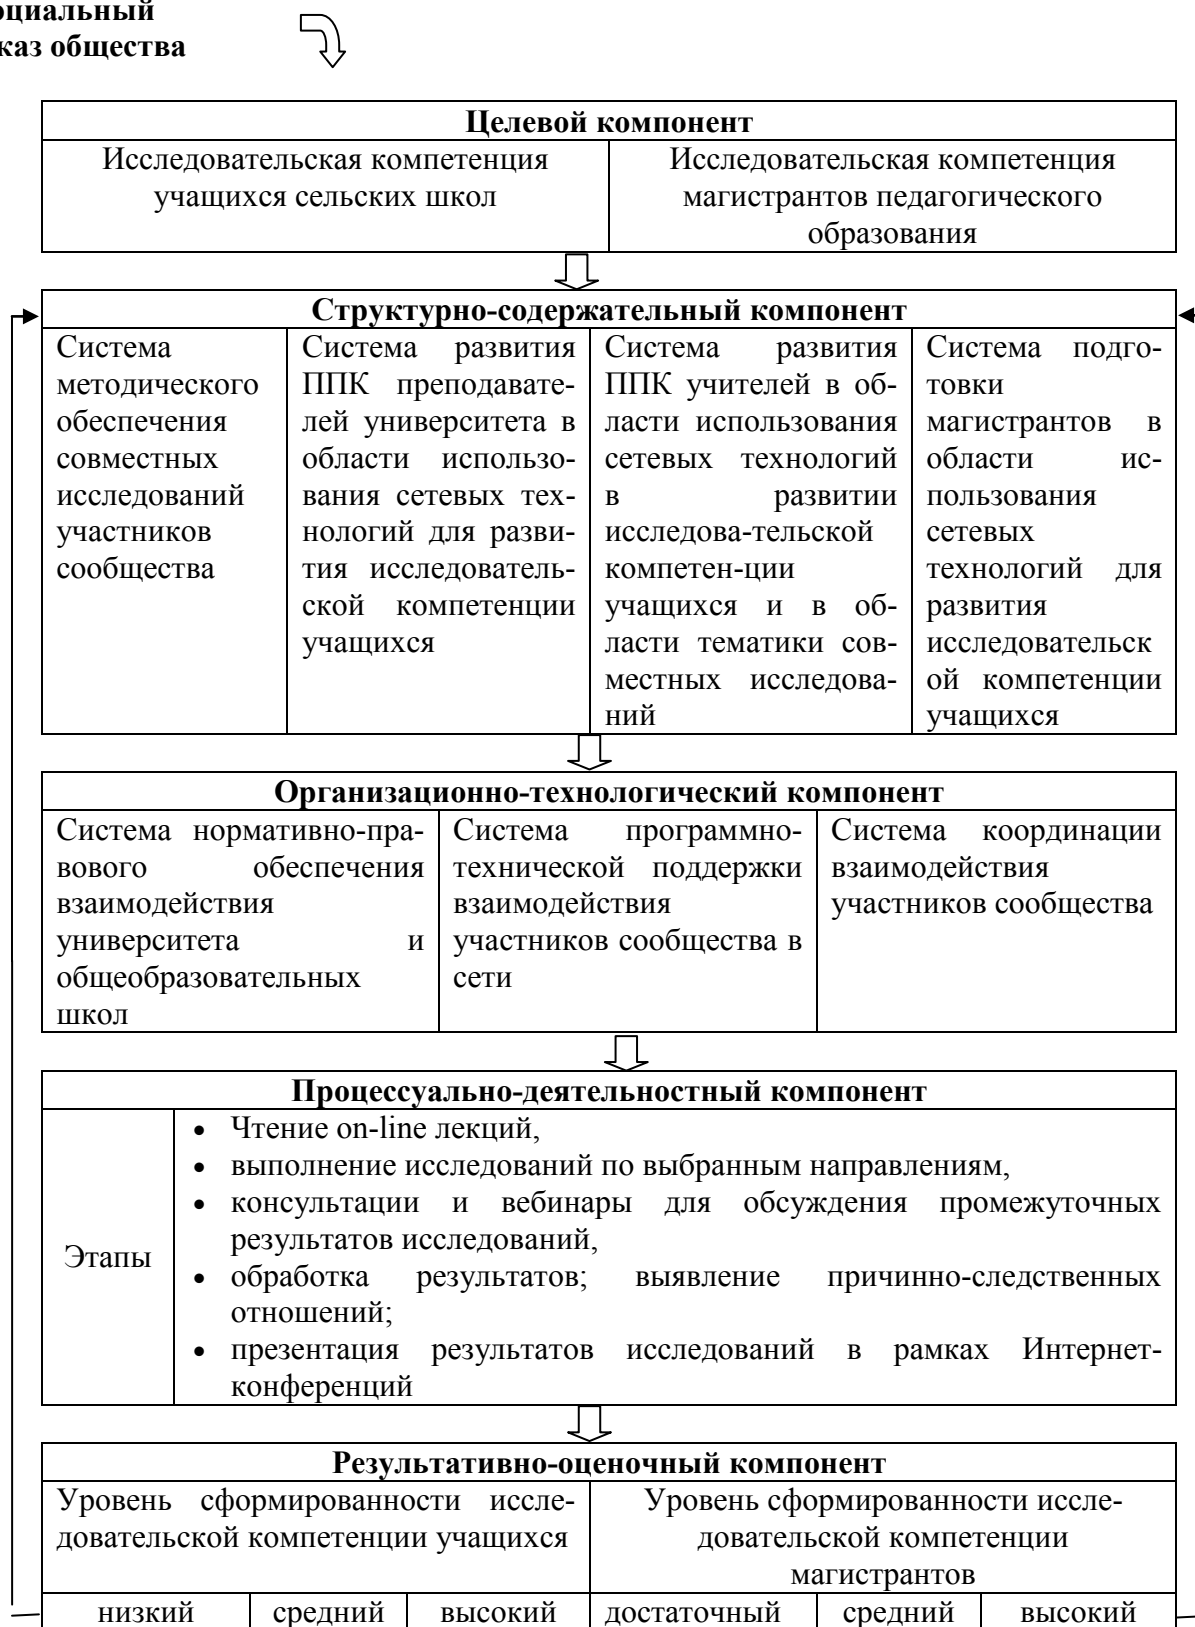 оциальный
каз общества
Целевой компонент
Исследовательская компетенция
учащихся сельских школ
Исследовательская компетенция
магистрантов педагогического
образования
Структурно-содержательный компонент
Система
методического
обеспечения
совместных
исследований
участников
сообщества
Система развития
ППК преподавате-
лей университета в
области использо-
вания сетевых тех-
нологий для разви-
тия исследователь-
ской компетенции
учащихся
Система развития
ППК учителей в об-
ласти использования
сетевых технологий
в развитии
исследова-тельской
компетен-ции
учащихся и в об-
ласти тематики сов-
местных исследова-
ний
Система подго-
товки
магистрантов в
области ис-
пользования
сетевых
технологий для
развития
исследовательск
ой компетенции
учащихся
Организационно-технологический компонент
Система нормативно-пра-
вового обеспечения
взаимодействия
университета и
общеобразовательных
школ
Система программно-
технической поддержки
взаимодействия
участников сообщества в
сети
Система координации
взаимодействия
участников сообщества
Процессуально-деятельностный компонент
Этапы
• Чтение on-line лекций,
• выполнение исследований по выбранным направлениям,
• консультации и вебинары для обсуждения промежуточных
результатов исследований,
• обработка результатов; выявление причинно-следственных
отношений;
• презентация результатов исследований в рамках Интернет-
конференций
Результативно-оценочный компонент
Уровень сформированности иссле-
довательской компетенции учащихся
Уровень сформированности иссле-
довательской компетенции
магистрантов
низкий средний высокий достаточный средний высокий